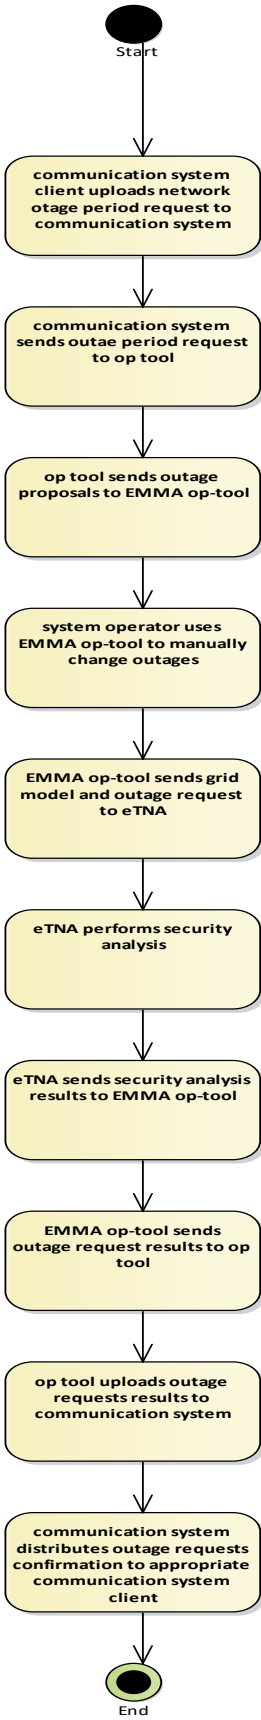 Start
communication system
client uploads network
otage period request to
communication system
communication system
sends outae period request
to op tool
op tool sends outage
proposals to EMMA op-tool
system operator uses
EMMA op-tool to manually
change outages
EMMA op-tool sends grid
model and outage request
to eTNA
eTNA performs security
analysis
eTNA sends security analysis
results to EMMA op-tool
EMMA op-tool sends
outage request results to op
tool
op tool uploads outage
requests results to
communication system
communication system
distributes outage requests
confirmation to appropriate
communication system
client
End